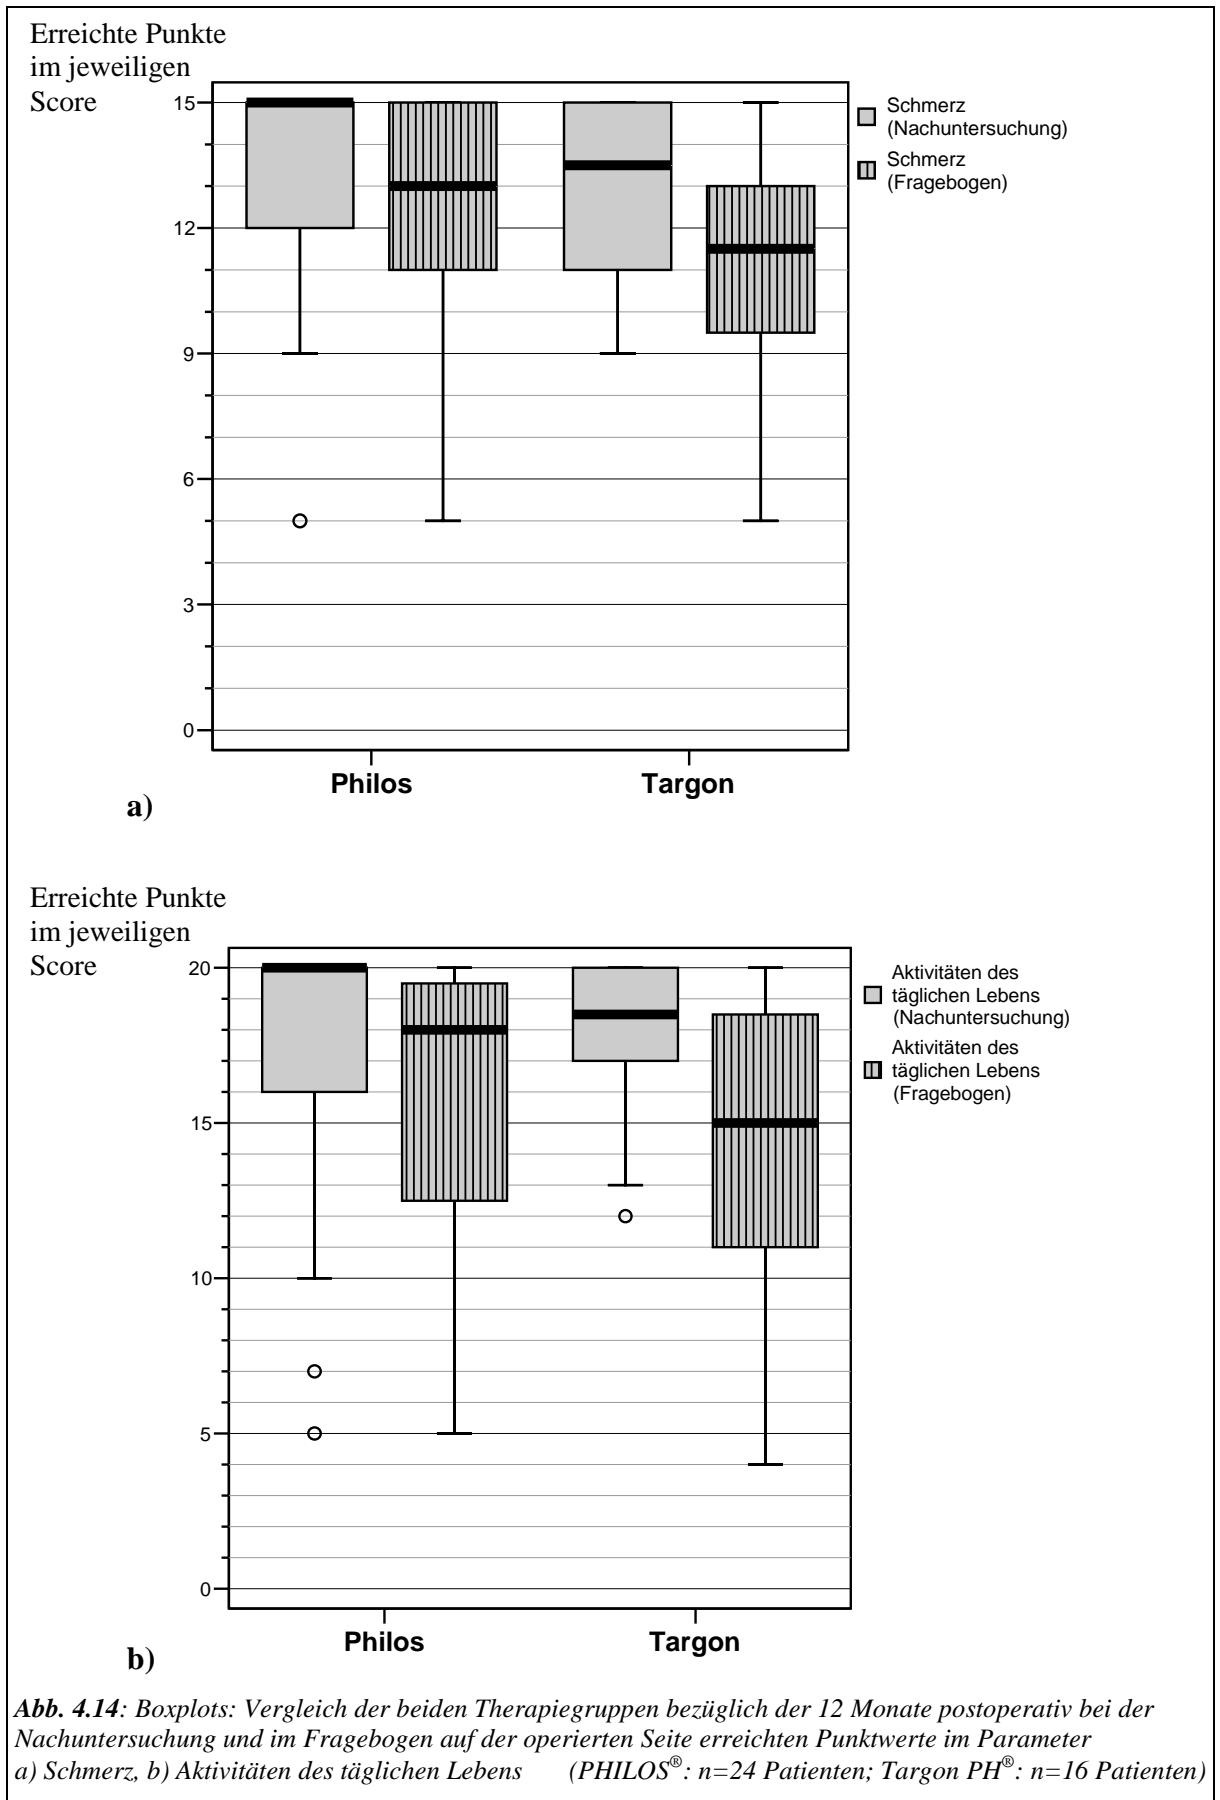 Erreichte Punkte
im jeweiligen
Score
15
12
9
6
3
0
Schmerz
(Nachuntersuchung)
Schmerz
(Fragebogen)
Philos
Targon
a)
Erreichte Punkte
im jeweiligen
Score
20
15
10
5
0
Aktivitäten des
täglichen Lebens
(Nachuntersuchung)
Aktivitäten des
täglichen Lebens
(Fragebogen)
Philos
Targon
b)
Abb. 4.14: Boxplots: Vergleich der beiden Therapiegruppen bezüglich der 12 Monate postoperativ bei der
Nachuntersuchung und im Fragebogen auf der operierten Seite erreichten Punktwerte im Parameter
a) Schmerz, b) Aktivitäten des täglichen Lebens (PHILOS®: n=24 Patienten; Targon PH®: n=16 Patienten)